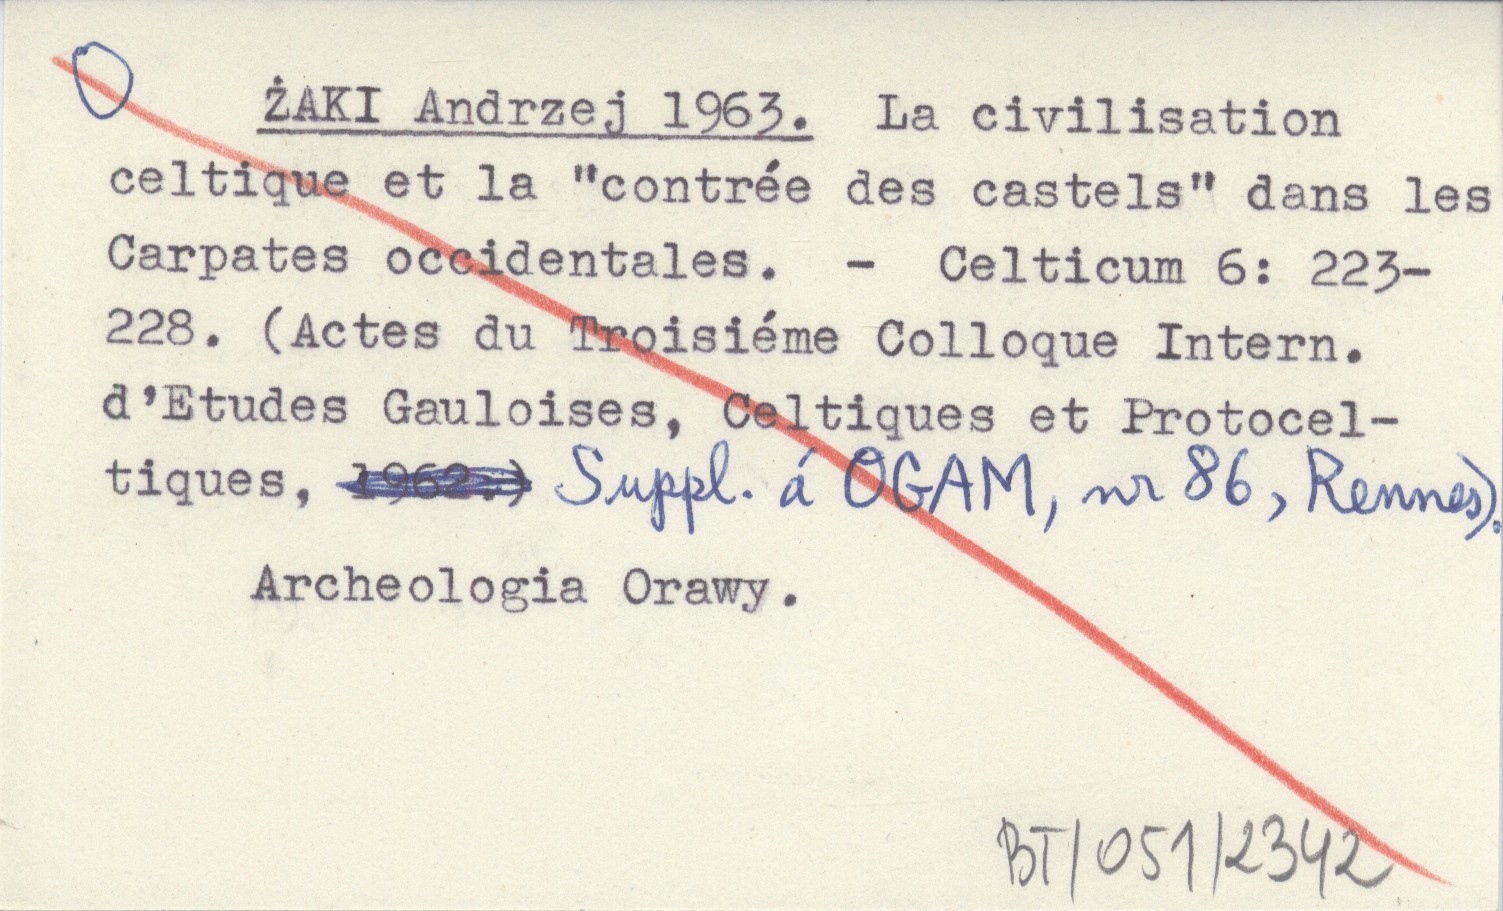 ŻAKI Andrzej 1963. La civilisation
celtique et la "contrée des castels" dans les
Carpates occidentales. - Celticum 6: 223-
228. (Actes du Troisiéme Colloque Intern.
d'Etudes Gauloises, Celtiques et Protocel-
tiques, 1962.) Suppl. á OGAM, nr 86, Rennes).
Archeologia Orawy.
BT/051/2342